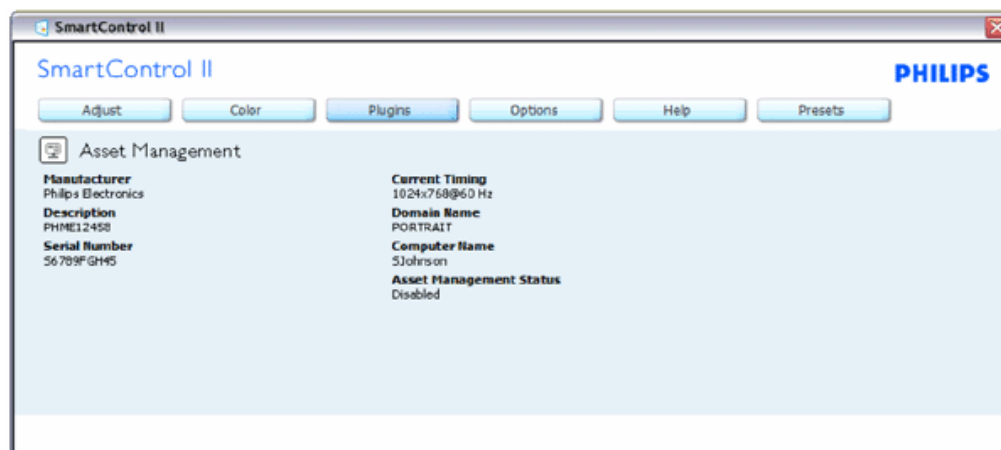 SmartControl II
SmartControl II
PHILIPS
Adjust Color Plugins Options Help Presets
Asset Management
Manufacturer
Philips Electronics
Description
PHME12458
Serial Number
56789FGH45
Current Timing
1024x768@60 Hz
Domain Name
PORTRAIT
Computer Name
SJohnson
Asset Management Status
Disabled